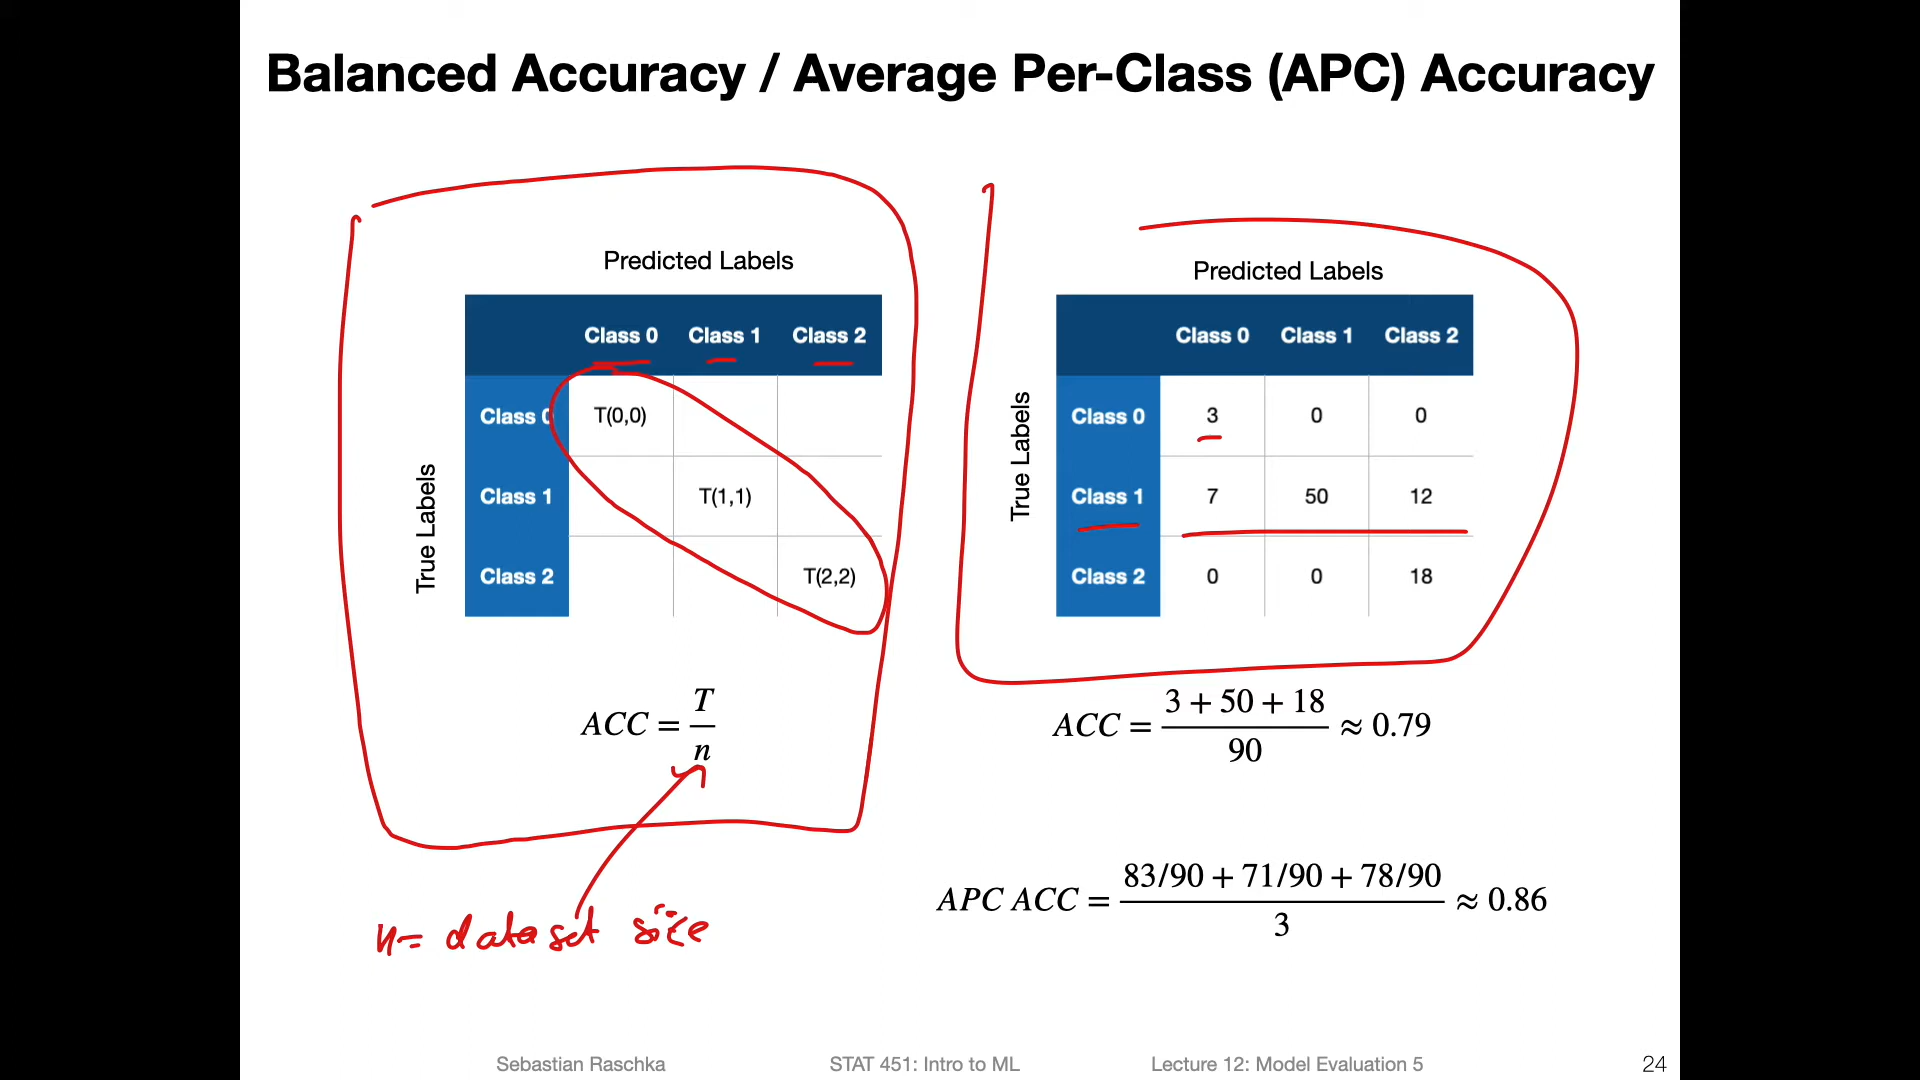 Balanced Accuracy / Average Per-Class (APC) Accuracy
Predicted Labels
Class 0 Class 1 Class 2
True Labels
Class 0 T(0,0)
Class 1 T(1,1)
Class 2 T(2,2)
ACC = T/n
n= dataset size
Predicted Labels
Class 0 Class 1 Class 2
True Labels
Class 0 3 0 0
Class 1 7 50 12
Class 2 0 0 18
ACC = (3 + 50 + 18)/90 ≈ 0.79
APC ACC = (83/90 + 71/90 + 78/90)/3 ≈ 0.86
Sebastian Raschka STAT 451: Intro to ML Lecture 12: Model Evaluation 5 24